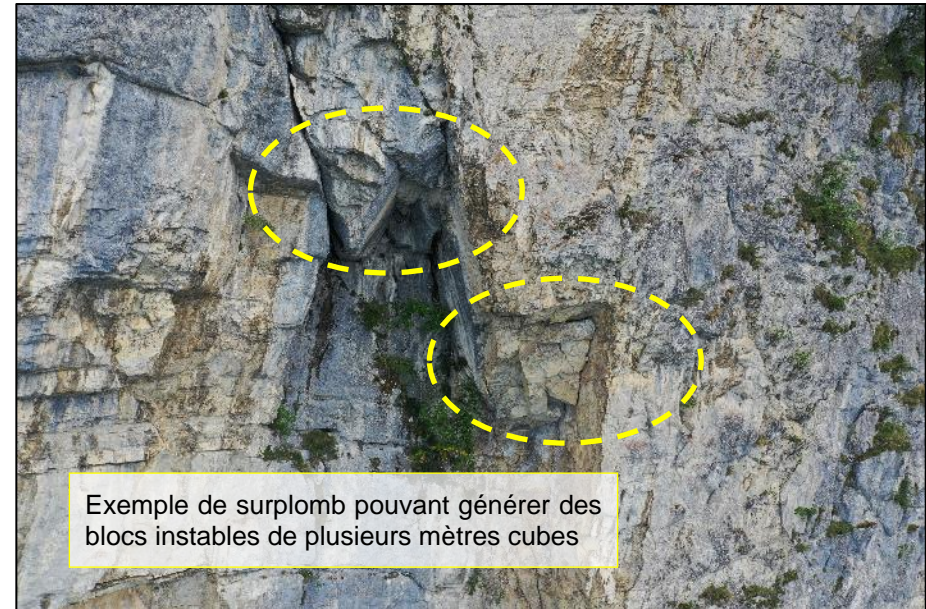 Exemple de surplomb pouvant générer des
blocs instables de plusieurs mètres cubes